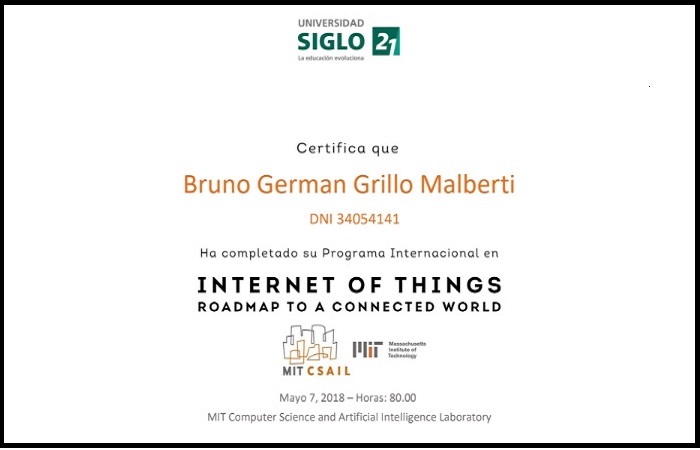 UNIVERSIDAD
SIGLO 21
La educación evoluciona
Certifica que
Bruno German Grillo Malberti
DNI 34054141
Ha completado su Programa Internacional en
INTERNET OF THINGS
ROADMAP TO A CONNECTED WORLD
MIT CSAIL
MIT Massachusetts
Institute of
Technology
Mayo 7, 2018 – Horas: 80.00
MIT Computer Science and Artificial Intelligence Laboratory